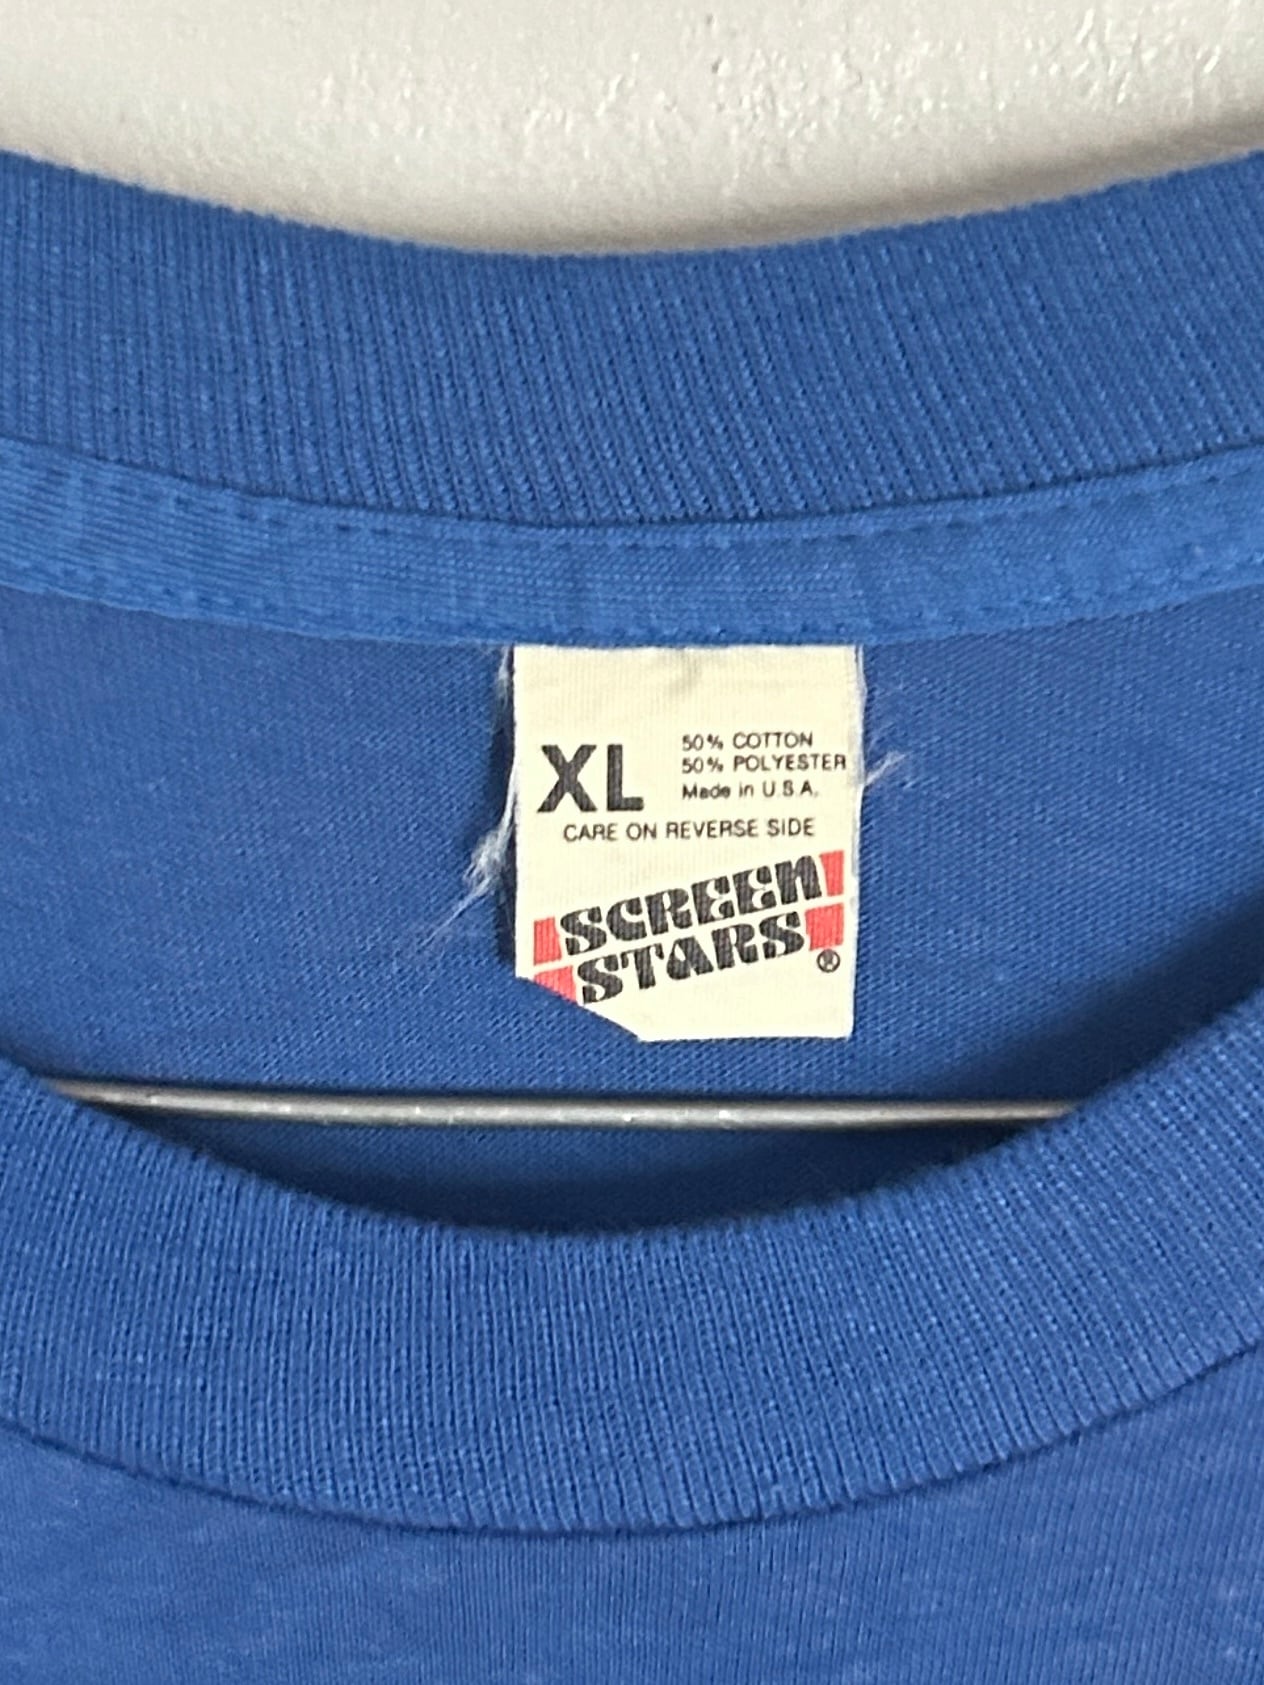 XL
50% COTTON
50% POLYESTER
Made in U.S.A.
CARE ON REVERSE SIDE
SCREEN
STARS®